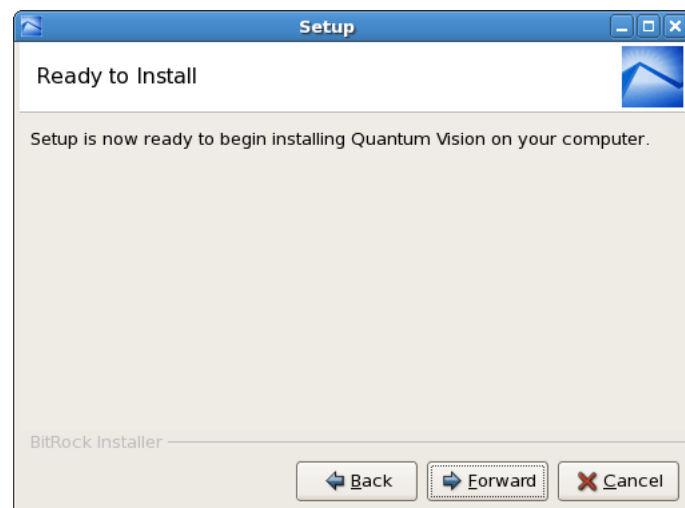 Setup
Ready to Install
Setup is now ready to begin installing Quantum Vision on your computer.
BitRock Installer
Back
Forward
Cancel